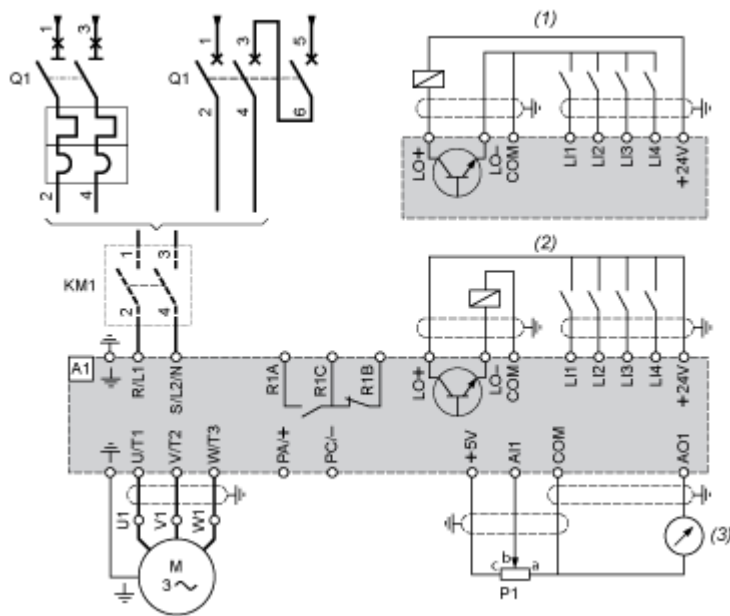 1 3 1 3 5 (1)
Q1 Q1
2 4 6
2 4
LO+ LO- COM LI1 LI2 LI3 LI4 +24V
(2)
1 3
KM1
2 4
A1
R/L1 S/L2/N R1A R1C R1B LO+ LO- COM LI1 LI2 LI3 LI4 +24V
U/T1 V/T2 W/T3 PA/+ PC/- +5V AI1 COM AO1
U1 V1 W1
(3)
M
3
c b a
P1